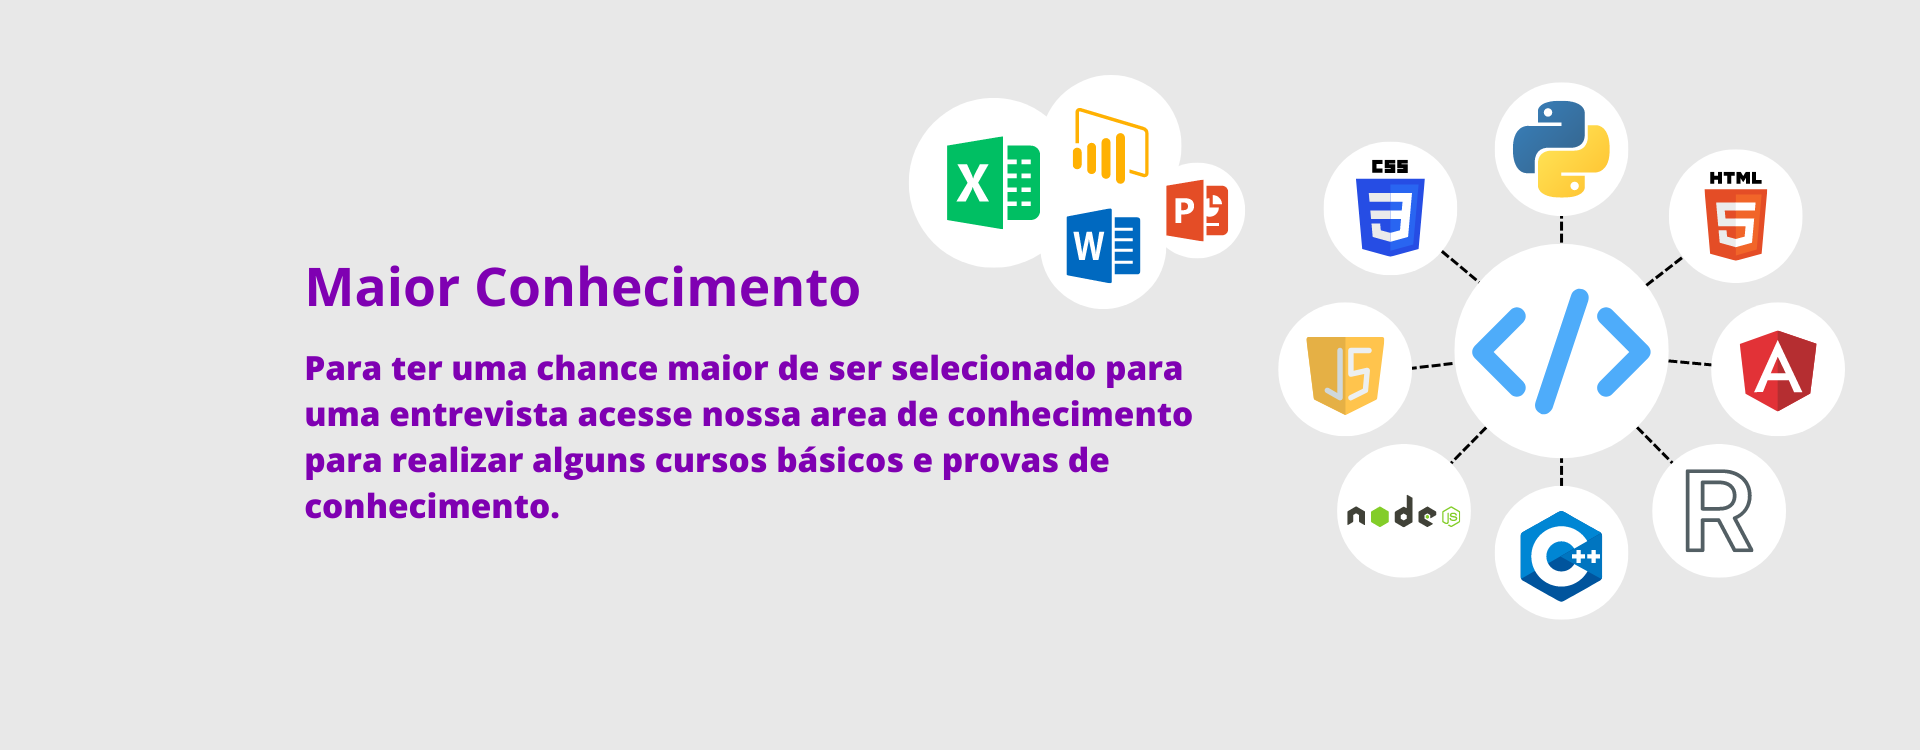 Maior Conhecimento
Para ter uma chance maior de ser selecionado para
uma entrevista acesse nossa area de conhecimento
para realizar alguns cursos básicos e provas de
conhecimento.
X
W
P
CSS
3
HTML
5
JS
</>
A
node JS
R
C++